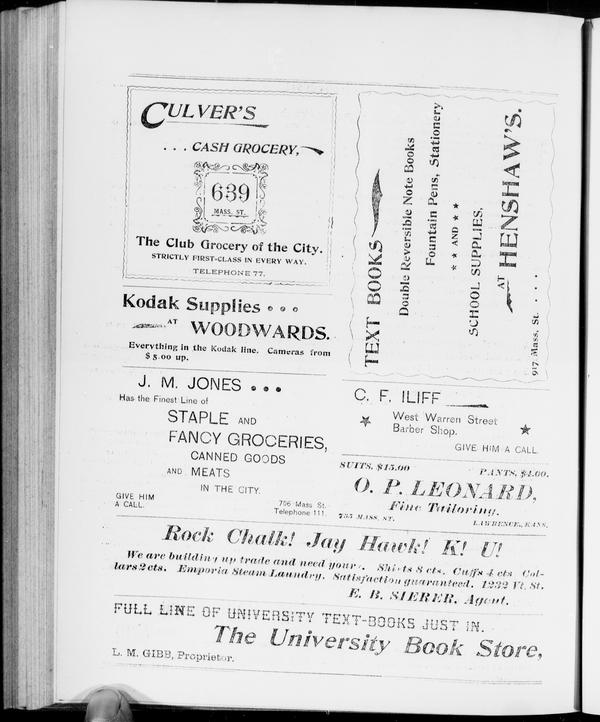 CULVER'S
. . . CASH GROCERY,
639
MASS. ST.
The Club Grocery of the City.
STRICTLY FIRST-CLASS IN EVERY WAY.
TELEPHONE 77.
TEXT BOOKS
Double Reversible Note Books
Fountain Pens, Stationery
★ ★ AND ★ ★
SCHOOL SUPPLIES.
AT HENSHAW'S.
917 Mass. St. . . . .
Kodak Supplies
AT WOODWARDS.
Everything in the Kodak line. Cameras from
$5.00 up.
J. M. JONES
Has the Finest Line of
STAPLE AND
FANCY GROCERIES,
CANNED GOODS
AND MEATS
IN THE CITY.
GIVE HIM
A CALL.
706 Mass St.
Telephone 111.
C. F. ILIFF
West Warren Street
Barber Shop.
GIVE HIM A CALL.
SUITS, $15.00 PANTS, $4.00.
O. P. LEONARD,
Fine Tailoring.
735 MASS. ST. LAWRENCE, KANS.
Rock Chalk! Jay Hawk! K! U!
We are building up trade and need your. Shirts 8 cts. Cuffs 4 cts Col-
lars 2 cts. Emporia Steam Laundry. Satisfaction guaranteed. 1232 Vt. St.
E. B. SIERER, Agent.
FULL LINE OF UNIVERSITY TEXT-BOOKS JUST IN.
The University Book Store,
L. M. GIBB, Proprietor.